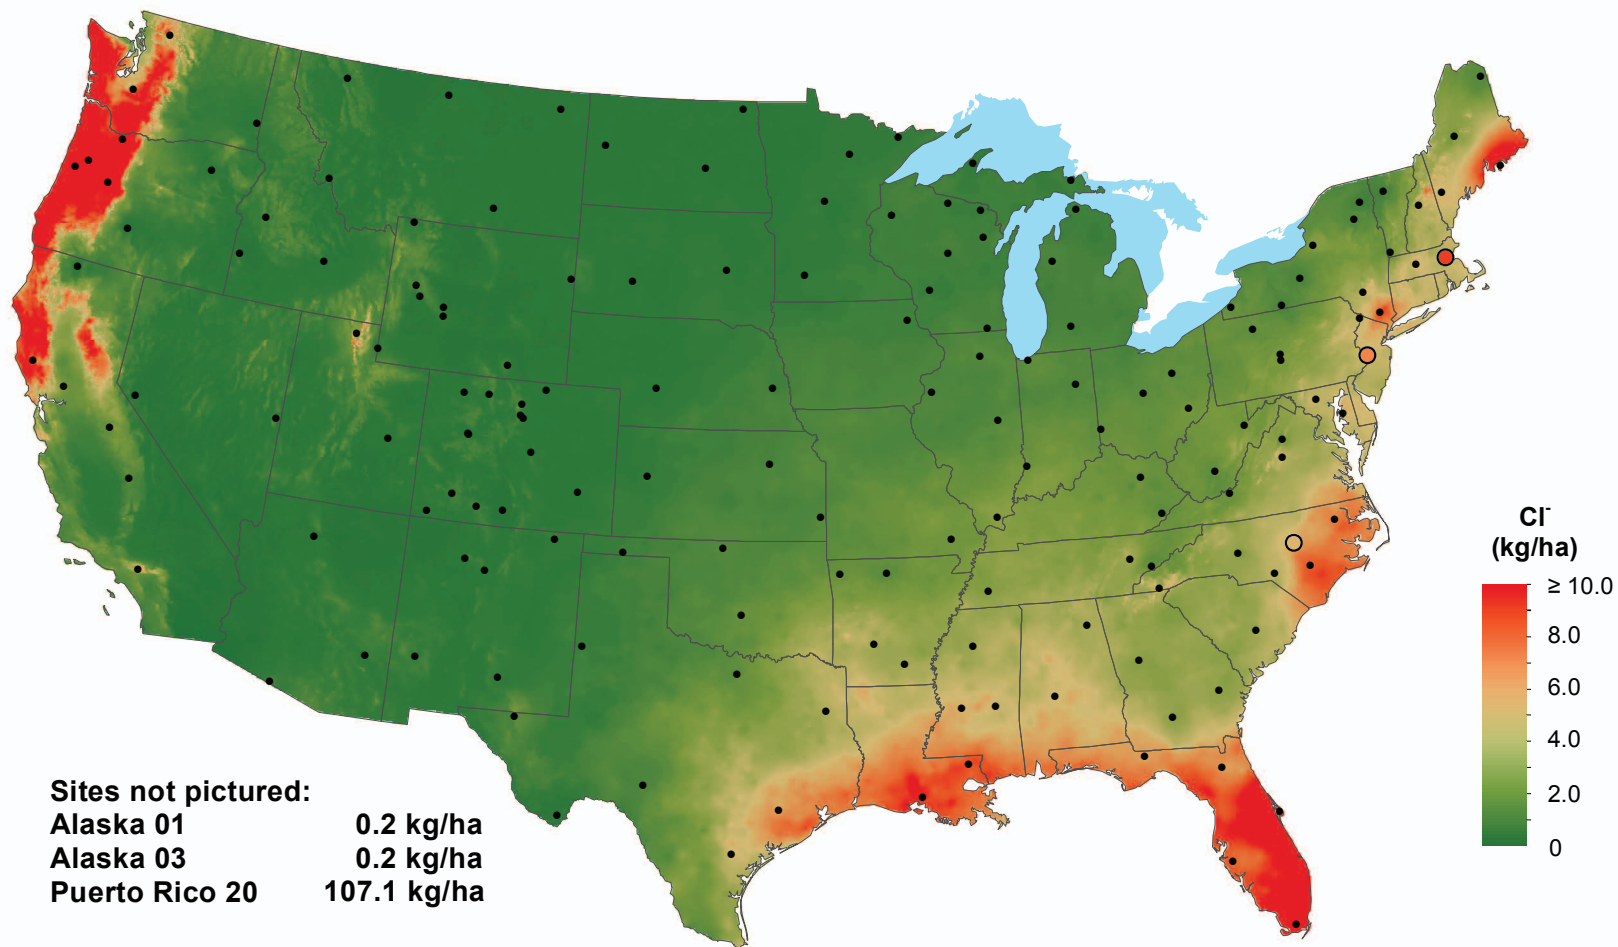 Cl⁻
(kg/ha)
≥ 10.0
8.0
6.0
4.0
2.0
0
Sites not pictured:
Alaska 01 0.2 kg/ha
Alaska 03 0.2 kg/ha
Puerto Rico 20 107.1 kg/ha